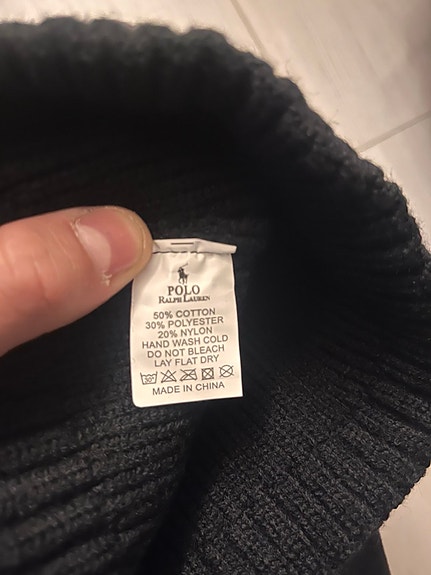 POLO
RALPH LAUREN
50% COTTON
30% POLYESTER
20% NYLON
HAND WASH COLD
DO NOT BLEACH
LAY FLAT DRY
MADE IN CHINA